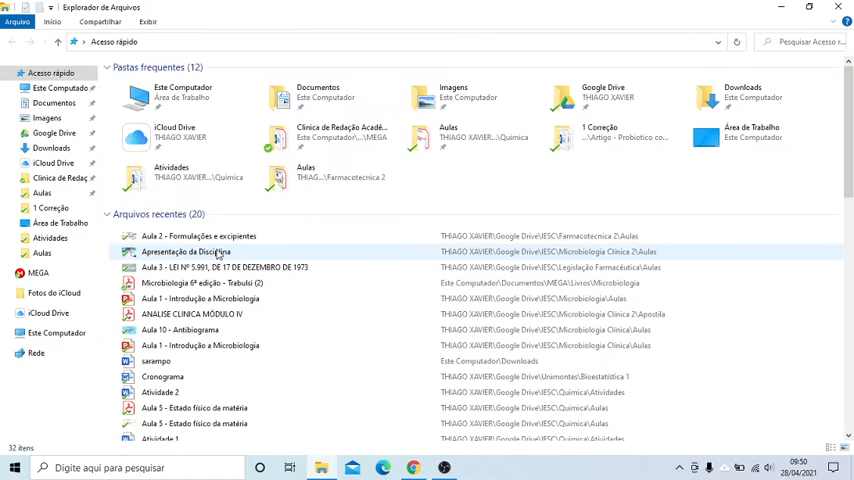 Explorador de Arquivos
Arquivo Início Compartilhar Exibir
Acesso rápido
Pesquisar Acesso r...
Acesso rápido
Este Computado
Documentos
Imagens
Google Drive
Downloads
iCloud Drive
Clinica de Redaç
Aulas
1 Correção
Área de Trabalho
Atividades
Aulas
MEGA
Fotos do iCloud
iCloud Drive
Este Computador
Rede
Pastas frequentes (12)
Este Computador
Área de Trabalho
Documentos
Este Computador
Imagens
Este Computador
Google Drive
THIAGO XAVIER
Downloads
Este Computador
iCloud Drive
THIAGO XAVIER
Clinica de Redação Acadê...
Este Computador\...\MEGA
Aulas
THIAGO XAVIER...\Quimica
1 Correção
...\Artigo - Probiotico co...
Área de Trabalho
Este Computador
Atividades
THIAGO XAVIER...\Quimica
Aulas
THIAG...\Farmacotecnica 2
Arquivos recentes (20)
Aula 2 - Formulações e excipientes THIAGO XAVIER\Google Drive\IESC\Farmacotecnica 2\Aulas
Apresentação da Disciplina THIAGO XAVIER\Google Drive\IESC\Microbiologia Clínica 2\Aulas
Aula 3 - LEI Nº 5.991, DE 17 DE DEZEMBRO DE 1973 THIAGO XAVIER\Google Drive\IESC\Legislação Farmacêutica\Aulas
Microbiologia 6ª edição - Trabulsi (2) Este Computador\Documentos\MEGA\Livros\Microbiologia
Aula 1 - Introdução a Microbiologia THIAGO XAVIER\Google Drive\IESC\Microbiologia\Aulas
ANALISE CLINICA MÓDULO IV THIAGO XAVIER\Google Drive\IESC\Microbiologia Clínica 2\Apostila
Aula 10 - Antibiograma THIAGO XAVIER\Google Drive\IESC\Microbiologia Clínica\Aulas
Aula 1 - Introdução a Microbiologia THIAGO XAVIER\Google Drive\IESC\Microbiologia Clínica\Aulas
sarampo Este Computador\Downloads
Cronograma THIAGO XAVIER\Google Drive\Unimontes\Bioestatística 1
Atividade 2 THIAGO XAVIER\Google Drive\IESC\Quimica\Atividades
Aula 5 - Estado físico da matéria THIAGO XAVIER\Google Drive\IESC\Quimica\Aulas
Aula 5 - Estado físico da matéria THIAGO XAVIER\Google Drive\IESC\Quimica\Aulas
Atividade 1 THIAGO XAVIER\Google Drive\IESC\Quimica\Atividades
32 itens
Digite aqui para pesquisar
09:50
28/04/2021